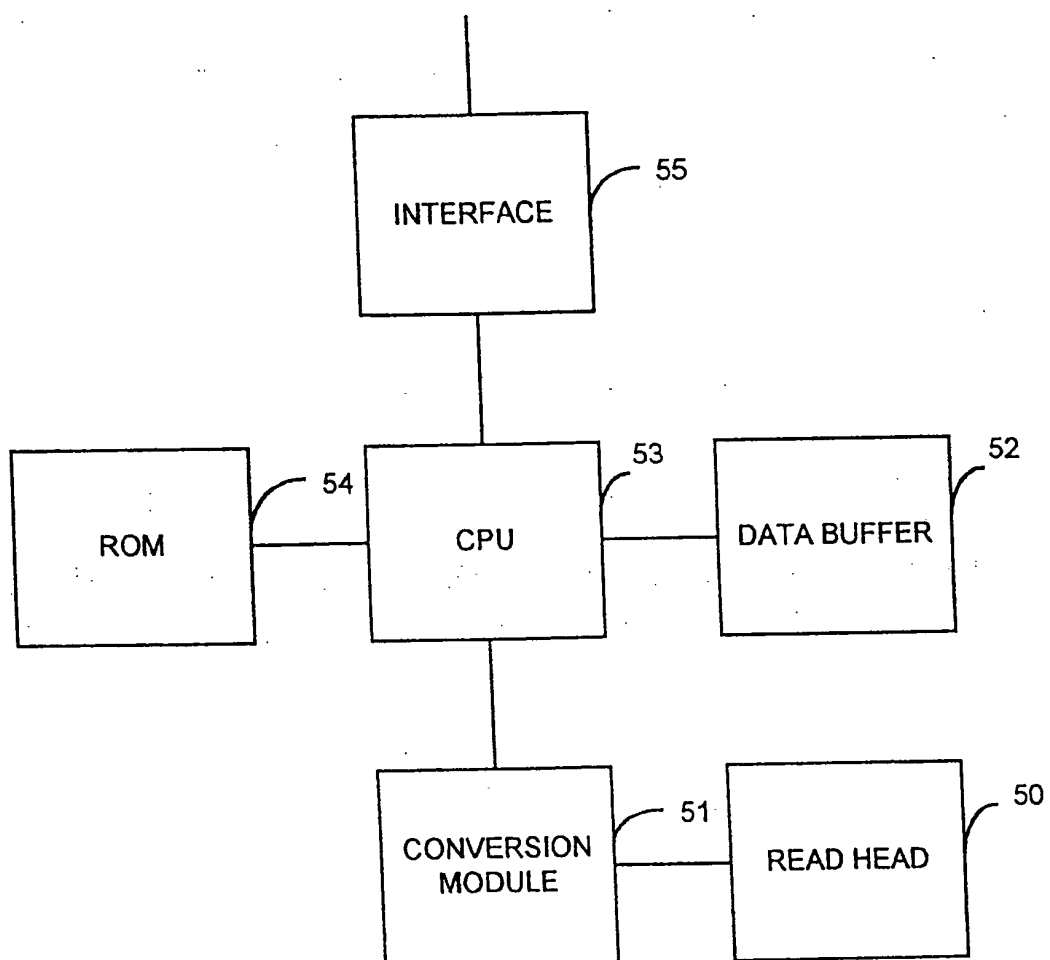 55
INTERFACE
54
53
52
ROM
CPU
DATA BUFFER
51
50
CONVERSION
MODULE
READ HEAD